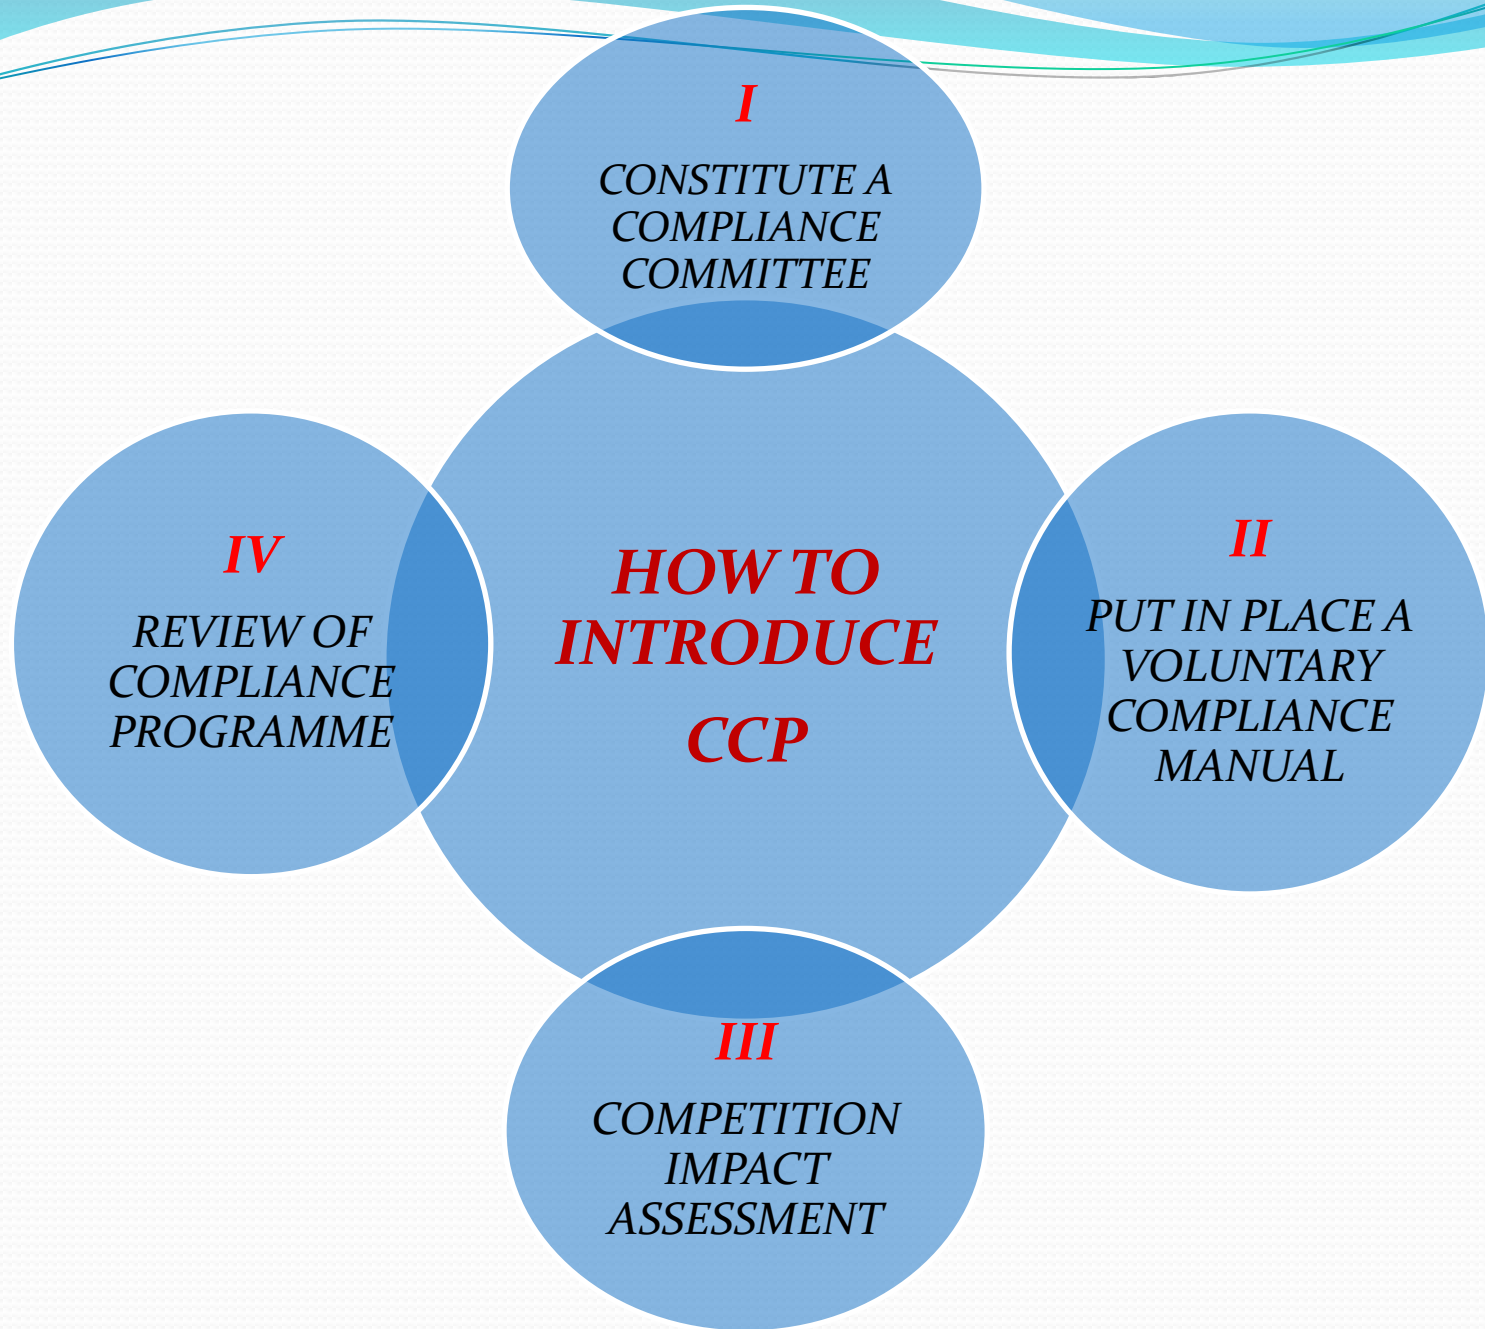 I
CONSTITUTE A
COMPLIANCE
COMMITTEE
HOW TO
INTRODUCE
CCP
II
PUT IN PLACE A
VOLUNTARY
COMPLIANCE
MANUAL
III
COMPETITION
IMPACT
ASSESSMENT
IV
REVIEW OF
COMPLIANCE
PROGRAMME